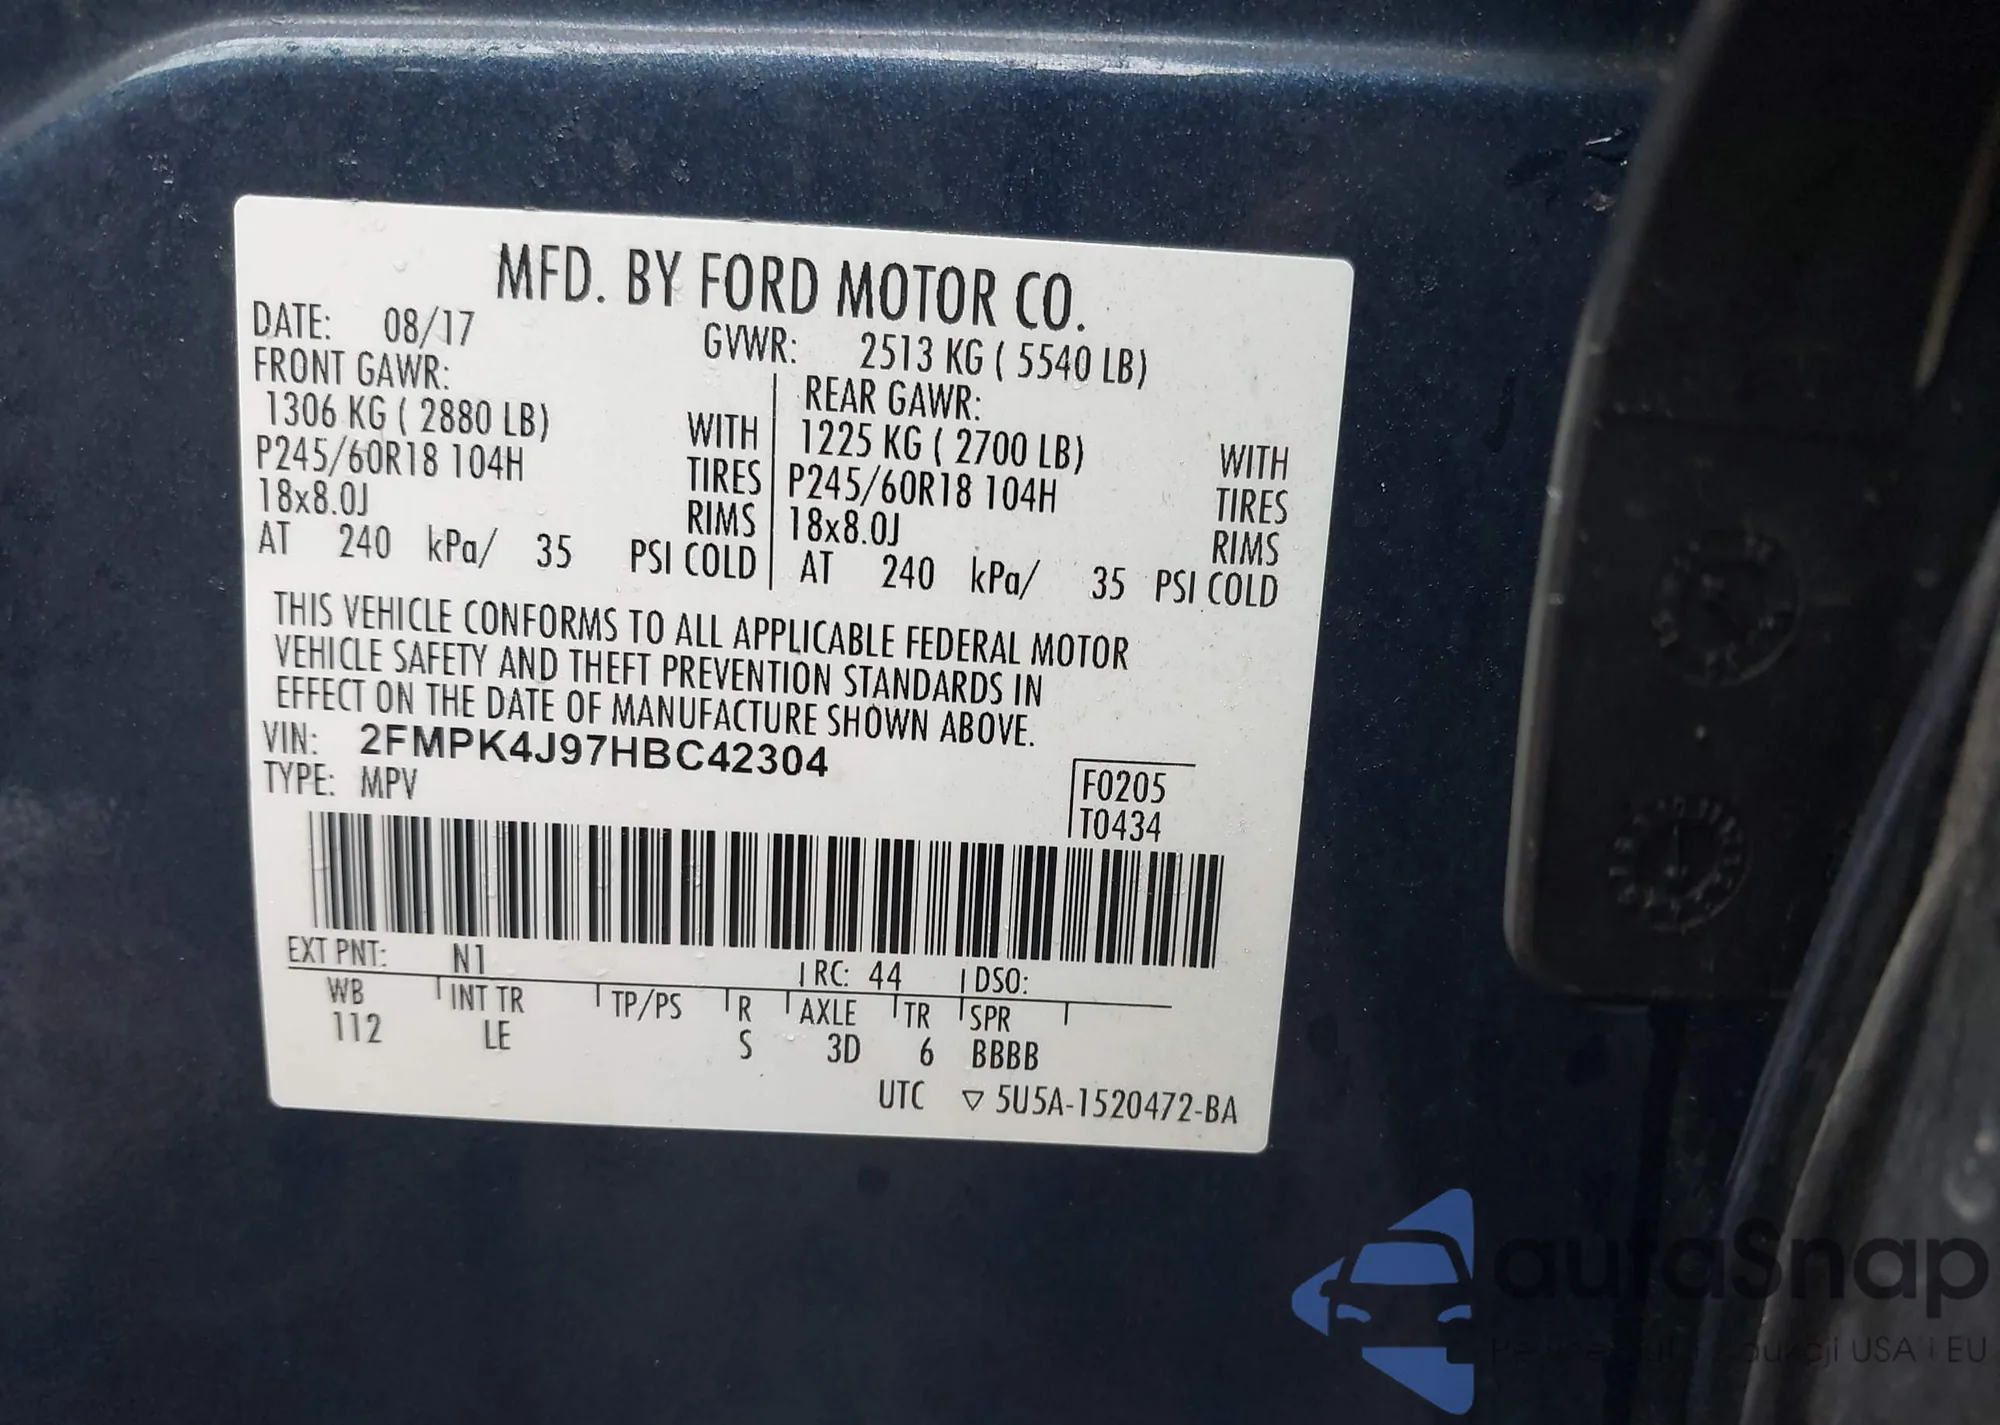 MFD. BY FORD MOTOR CO.
DATE: 08/17 GVWR: 2513 KG ( 5540 LB)
FRONT GAWR: REAR GAWR:
1306 KG ( 2880 LB) WITH 1225 KG ( 2700 LB) WITH
P245/60R18 104H TIRES P245/60R18 104H TIRES
18x8.0J RIMS 18x8.0J RIMS
AT 240 kPa/ 35 PSI COLD AT 240 kPa/ 35 PSI COLD
THIS VEHICLE CONFORMS TO ALL APPLICABLE FEDERAL MOTOR
VEHICLE SAFETY AND THEFT PREVENTION STANDARDS IN
EFFECT ON THE DATE OF MANUFACTURE SHOWN ABOVE.
VIN: 2FMPK4J97HBC42304
TYPE: MPV
F0205
T0434
EXT PNT: N1 RC: 44 DSO:
WB INT TR TP/PS R AXLE TR SPR
112 LE S 3D 6 BBBB
UTC ▽ 5U5A-1520472-BA
autaSnap
USA i EU